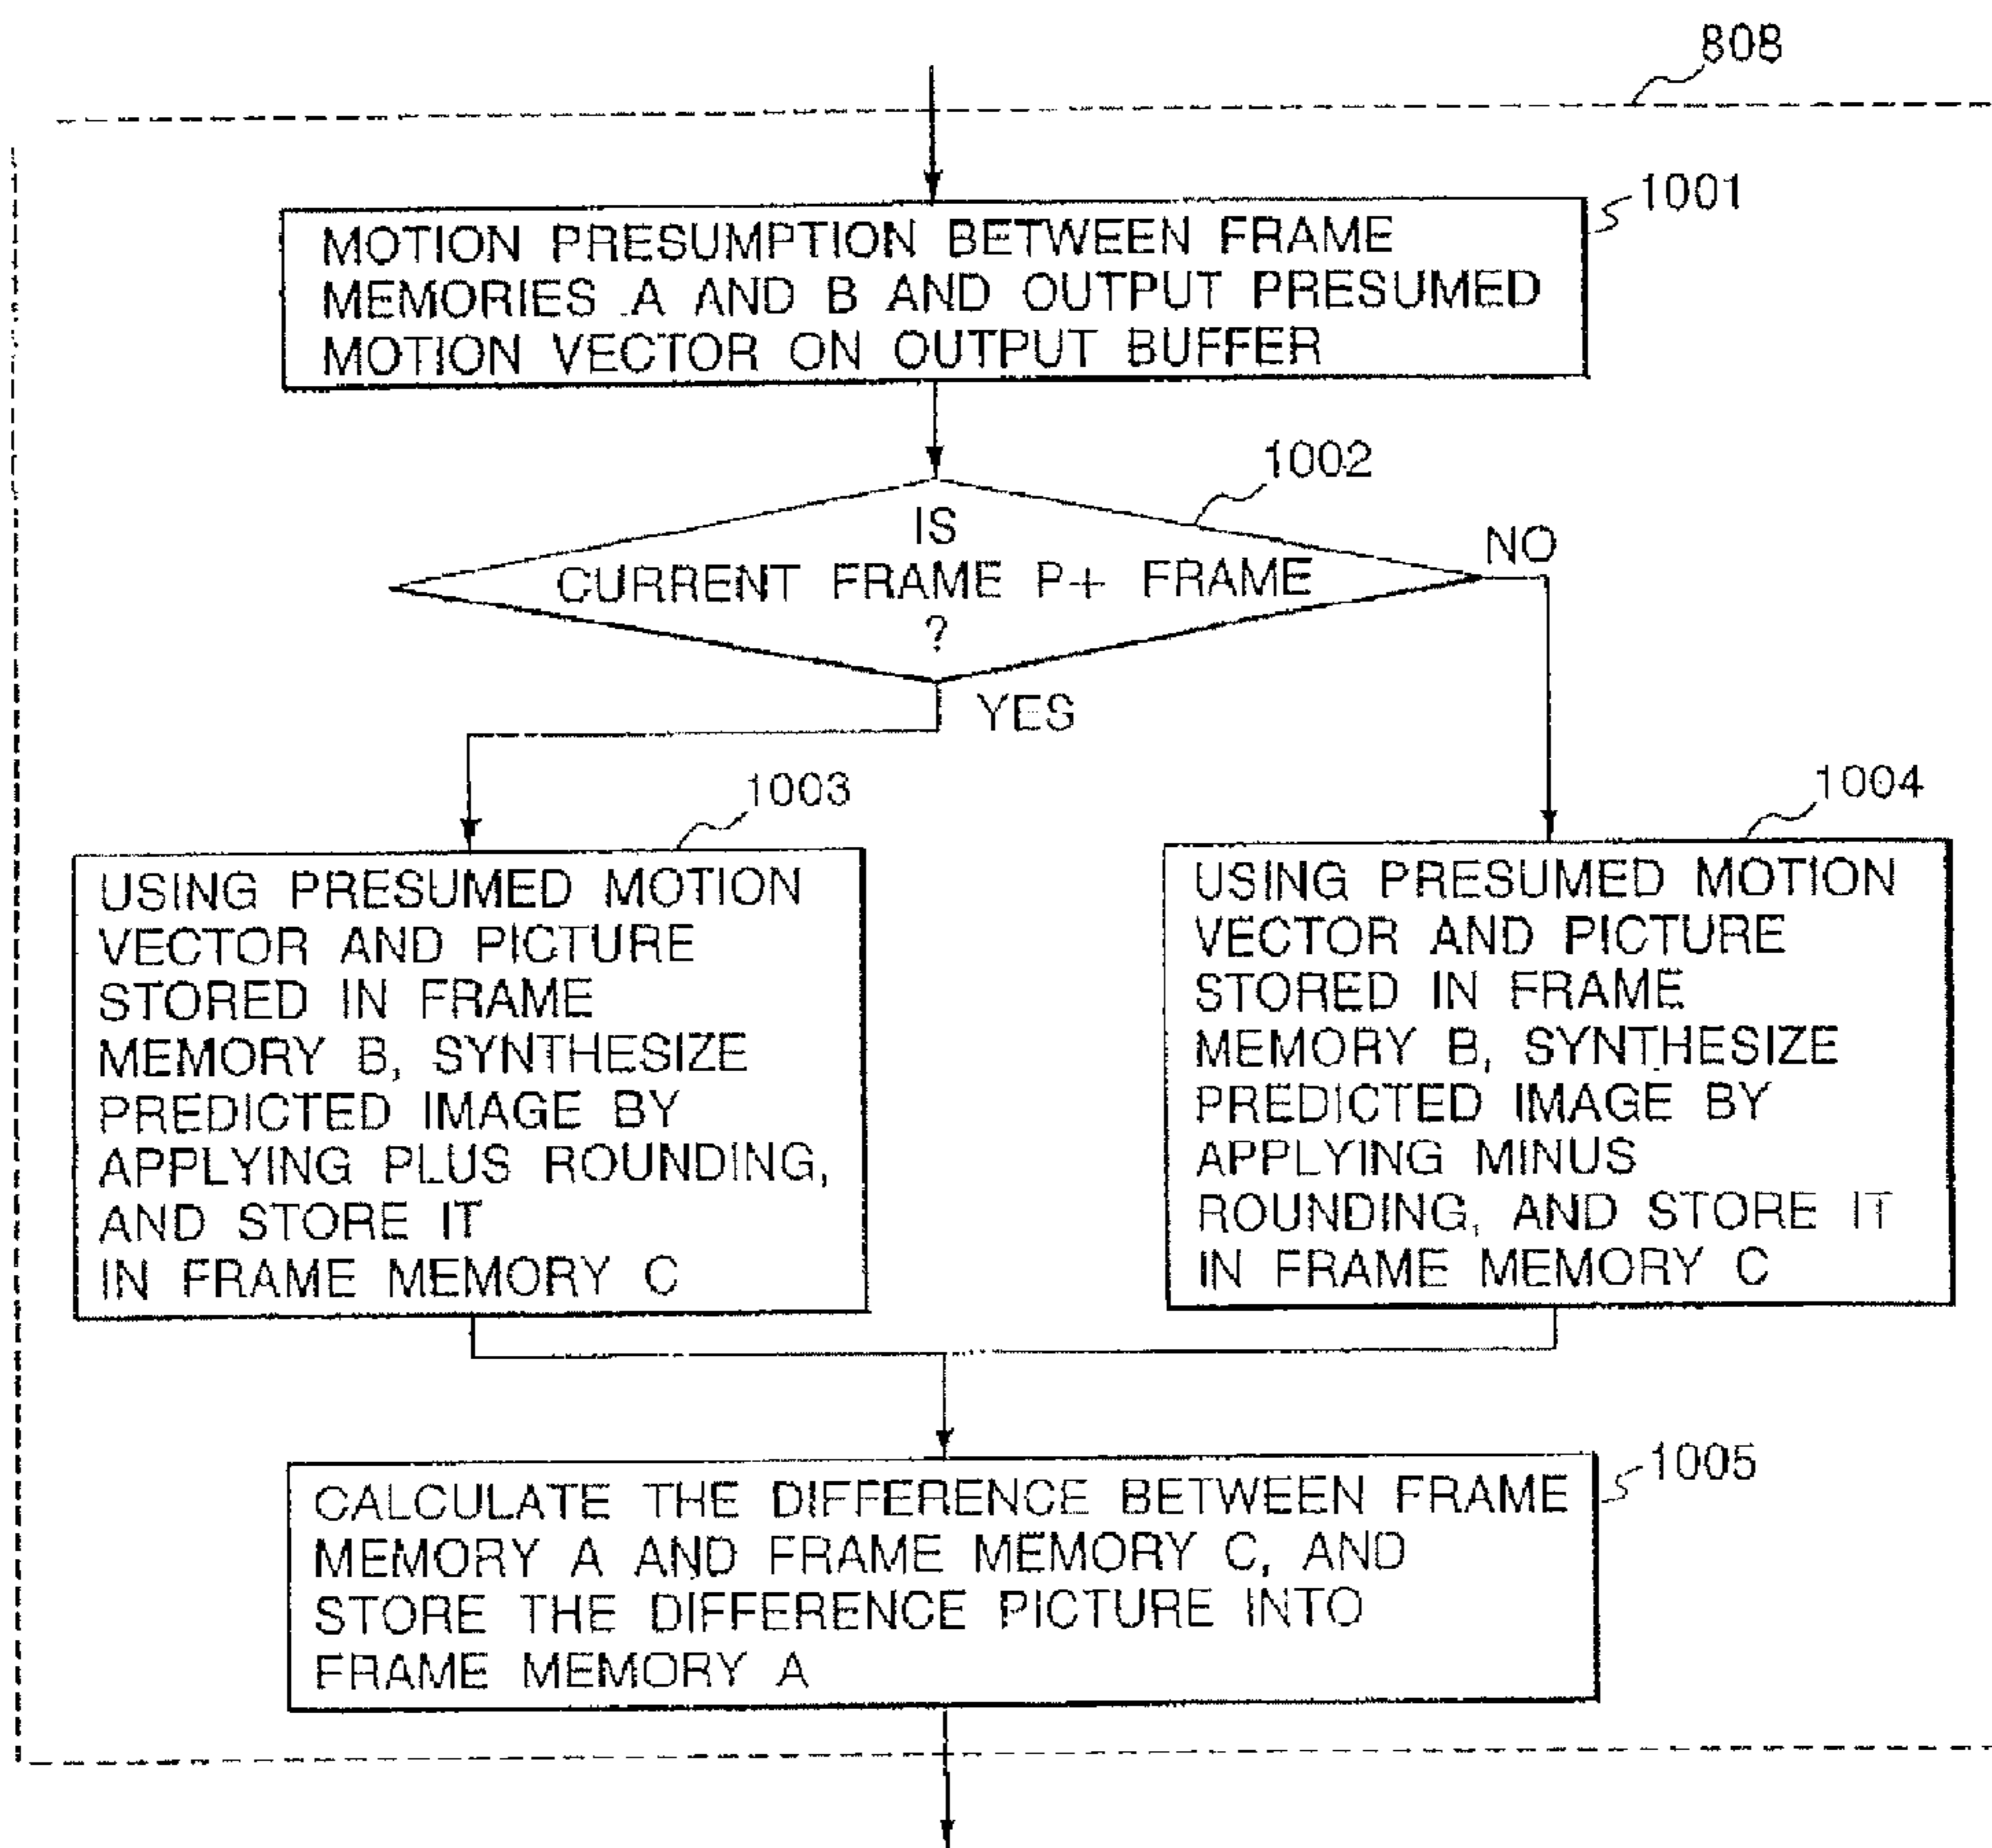 808
1001
MOTION PRESUMPTION BETWEEN FRAME
MEMORIES A AND B AND OUTPUT PRESUMED
MOTION VECTOR ON OUTPUT BUFFER
1002
IS
CURRENT FRAME P+ FRAME
?
NO
YES
1003
USING PRESUMED MOTION
VECTOR AND PICTURE
STORED IN FRAME
MEMORY B, SYNTHESIZE
PREDICTED IMAGE BY
APPLYING PLUS ROUNDING,
AND STORE IT
IN FRAME MEMORY C
1004
USING PRESUMED MOTION
VECTOR AND PICTURE
STORED IN FRAME
MEMORY B, SYNTHESIZE
PREDICTED IMAGE BY
APPLYING MINUS
ROUNDING, AND STORE IT
IN FRAME MEMORY C
1005
CALCULATE THE DIFFERENCE BETWEEN FRAME
MEMORY A AND FRAME MEMORY C, AND
STORE THE DIFFERENCE PICTURE INTO
FRAME MEMORY A